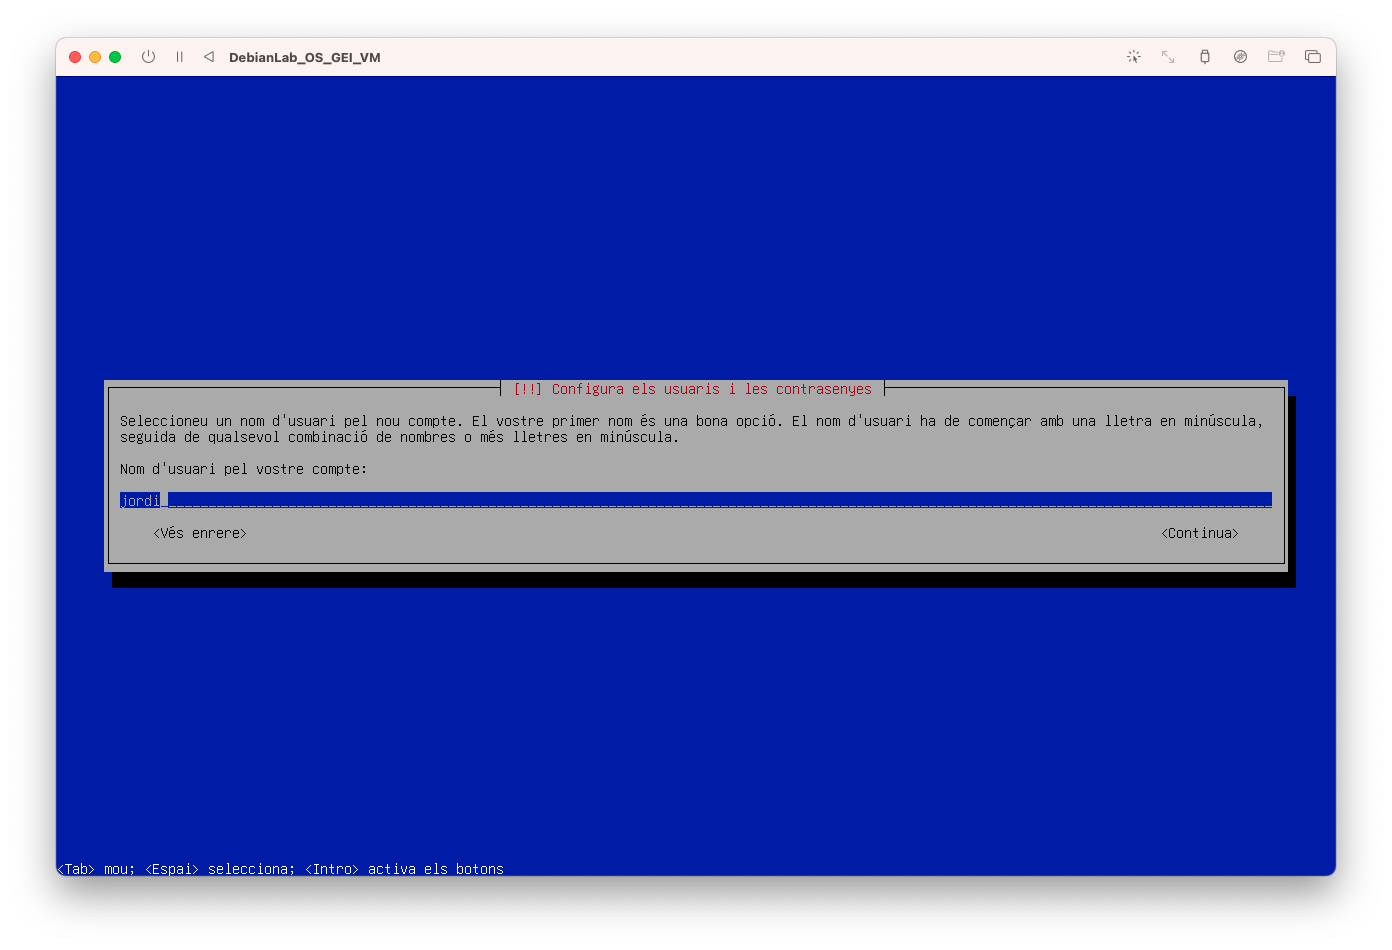 DebianLab_OS_GEI_VM
[!!] Configura els usuaris i les contrasenyes
Seleccioneu un nom d'usuari pel nou compte. El vostre primer nom és una bona opció. El nom d'usuari ha de començar amb una lletra en minúscula,
seguida de qualsevol combinació de nombres o més lletres en minúscula.
Nom d'usuari pel vostre compte:
jordi
<Vés enrere> <Continua>
<Tab> mou; <Espai> selecciona; <Intro> activa els botons